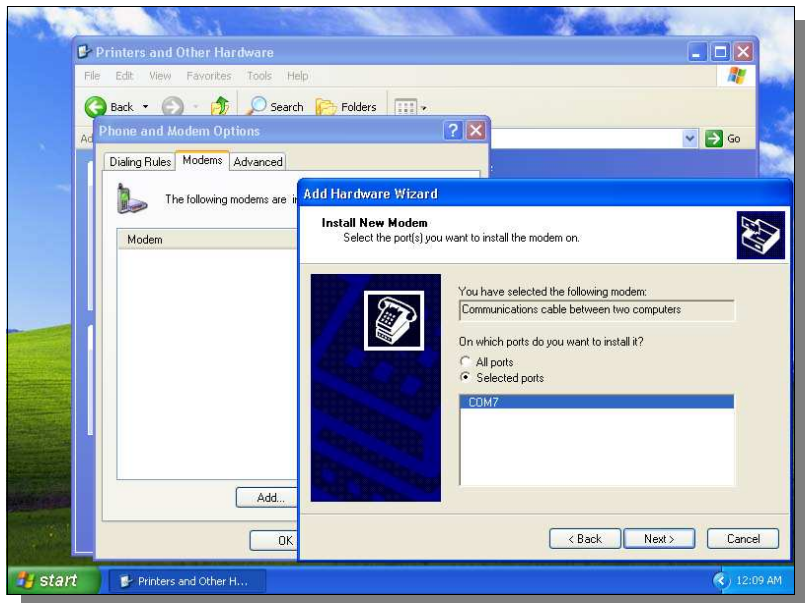 Printers and Other Hardware
File Edit View Favorites Tools Help
Back Search Folders
Go
Phone and Modem Options
Dialing Rules Modems Advanced
The following modems are
Modem
Add...
OK
Add Hardware Wizard
Install New Modem
Select the port(s) you want to install the modem on.
You have selected the following modem:
Communications cable between two computers
On which ports do you want to install it?
All ports
Selected ports
COM7
< Back Next > Cancel
start Printers and Other H... 12:09 AM